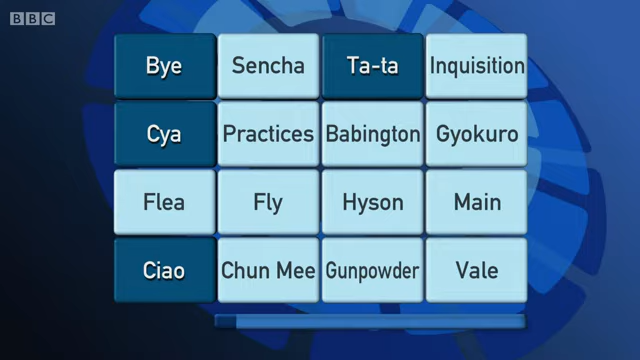 BBC
Bye Sencha Ta-ta Inquisition
Cya Practices Babington Gyokuro
Flea Fly Hyson Main
Ciao Chun Mee Gunpowder Vale